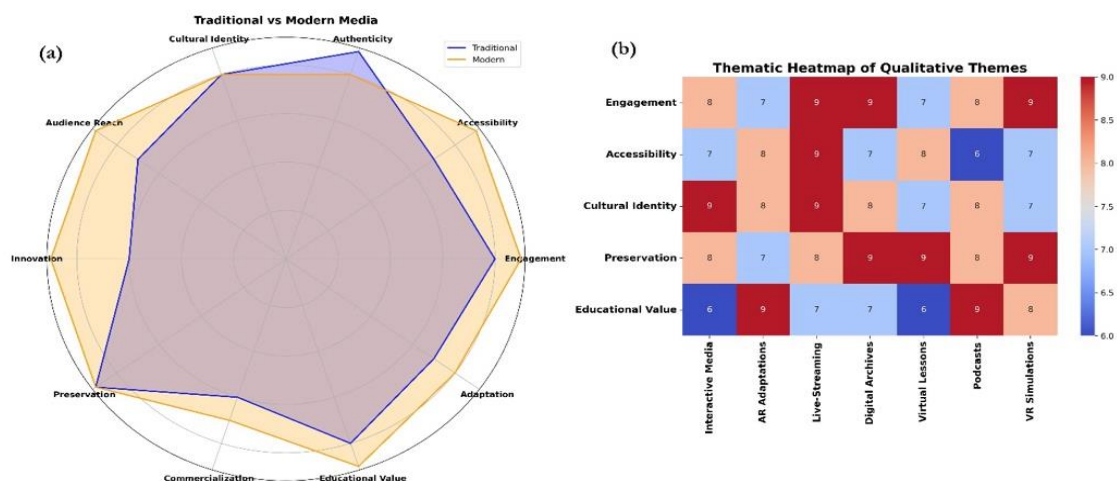 (a)
Traditional vs Modern Media
Traditional
Modern
Cultural Identity
Authenticity
Audience Reach
Accessibility
Innovation
Engagement
Preservation
Adaptation
Commercialization
Educational Value
(b)
Thematic Heatmap of Qualitative Themes
Engagement 8 7 9 9 7 8 9
Accessibility 7 8 9 7 8 6 7
Cultural Identity 9 8 9 8 7 8 7
Preservation 8 7 8 9 9 8 9
Educational Value 6 9 7 7 6 9 8
Interactive Media
AR Adaptations
Live-Streaming
Digital Archives
Virtual Lessons
Podcasts
VR Simulations
9.0
8.5
8.0
7.5
7.0
6.5
6.0